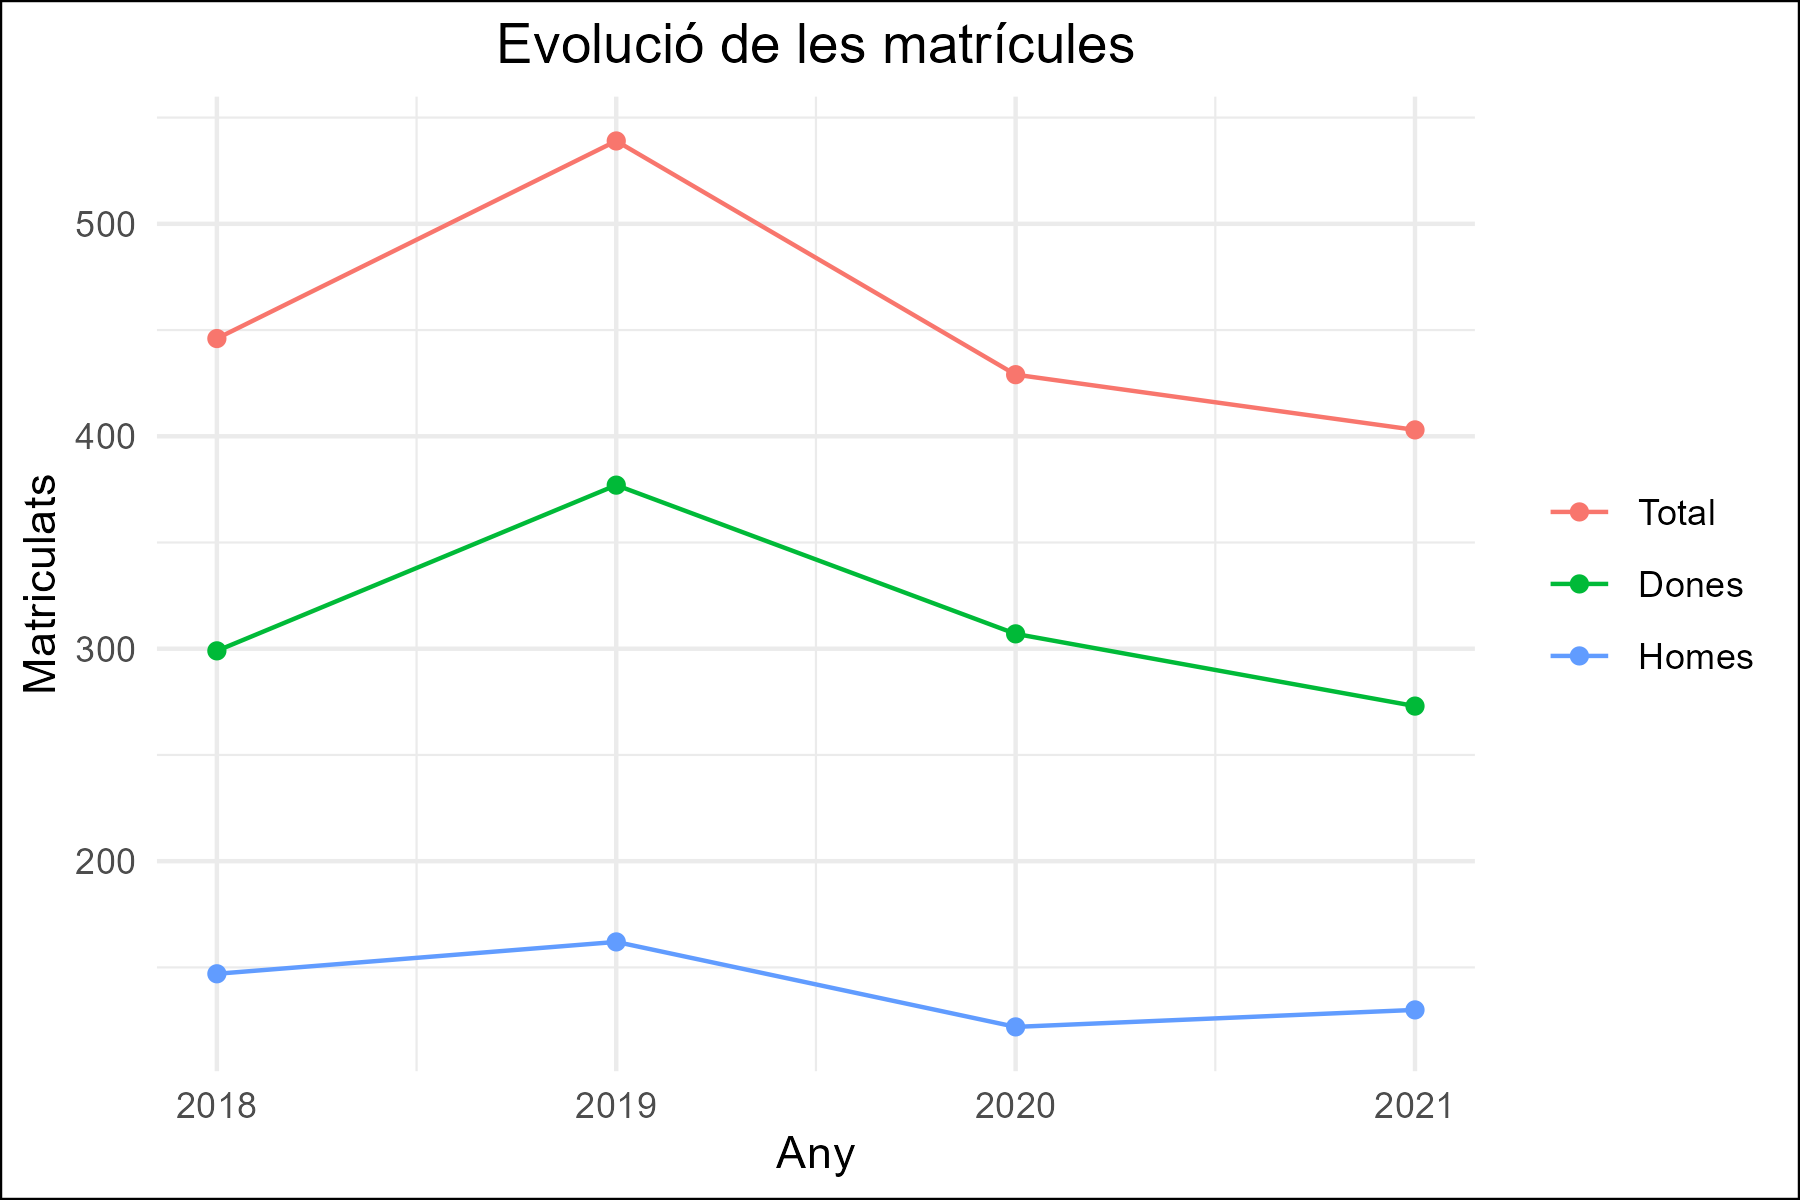 Evolució de les matrícules
Matriculats
500
400
300
200
2018 2019 2020 2021
Any
Total
Dones
Homes